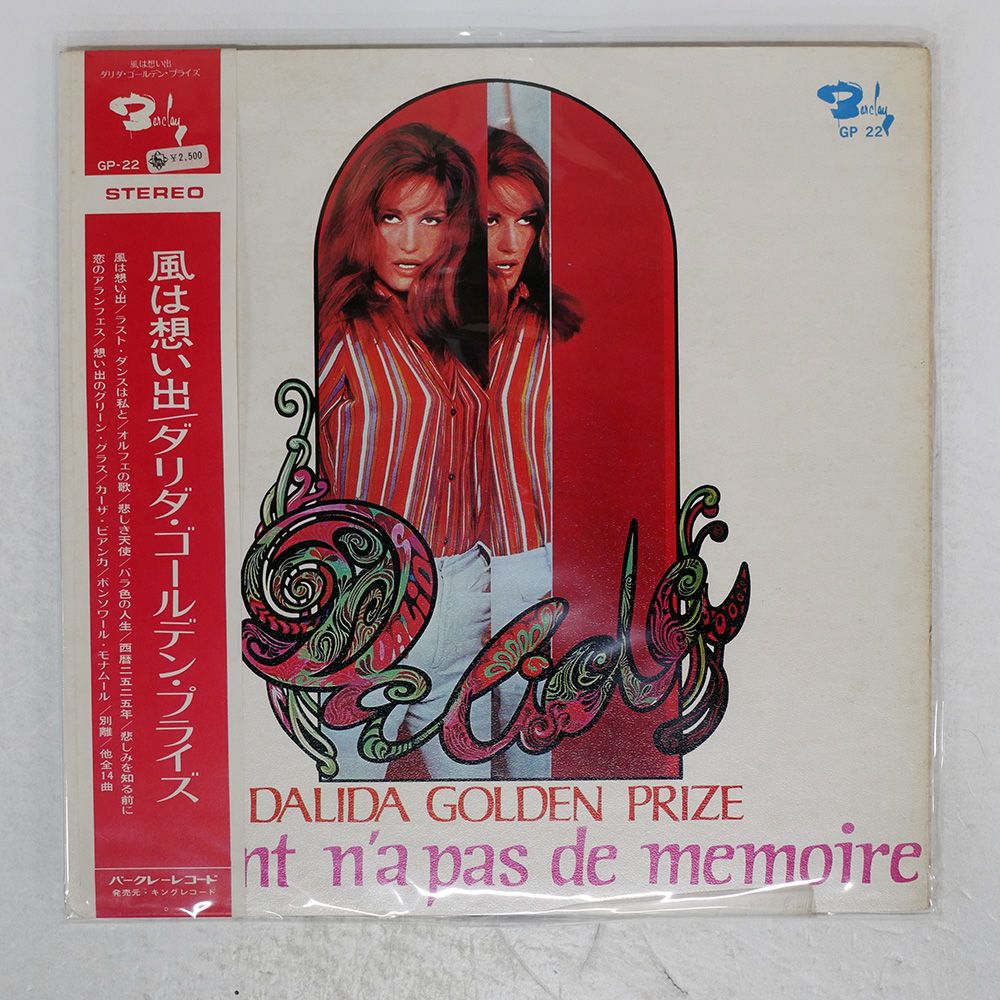 風は想い出
ダリダ・ゴールデン・プライズ
Barclay
GP-22
¥2,500
STEREO
風は想い出/ダリダ・ゴールデン・プライズ
風は想い出/ラスト・ダンスは私と/オルフェの歌/悲しき天使/バラ色の人生/西暦二五二五年/悲しみを知る前に
恋のアランフェス/想い出のグリーン・グラス/カーザ・ビアンカ/ボンソワール・モナムール/別離/他全14曲
バークレーレコード
発売元・キングレコード
Barclay
GP 22
Dalida
DALIDA GOLDEN PRIZE
nt n'a pas de memoire